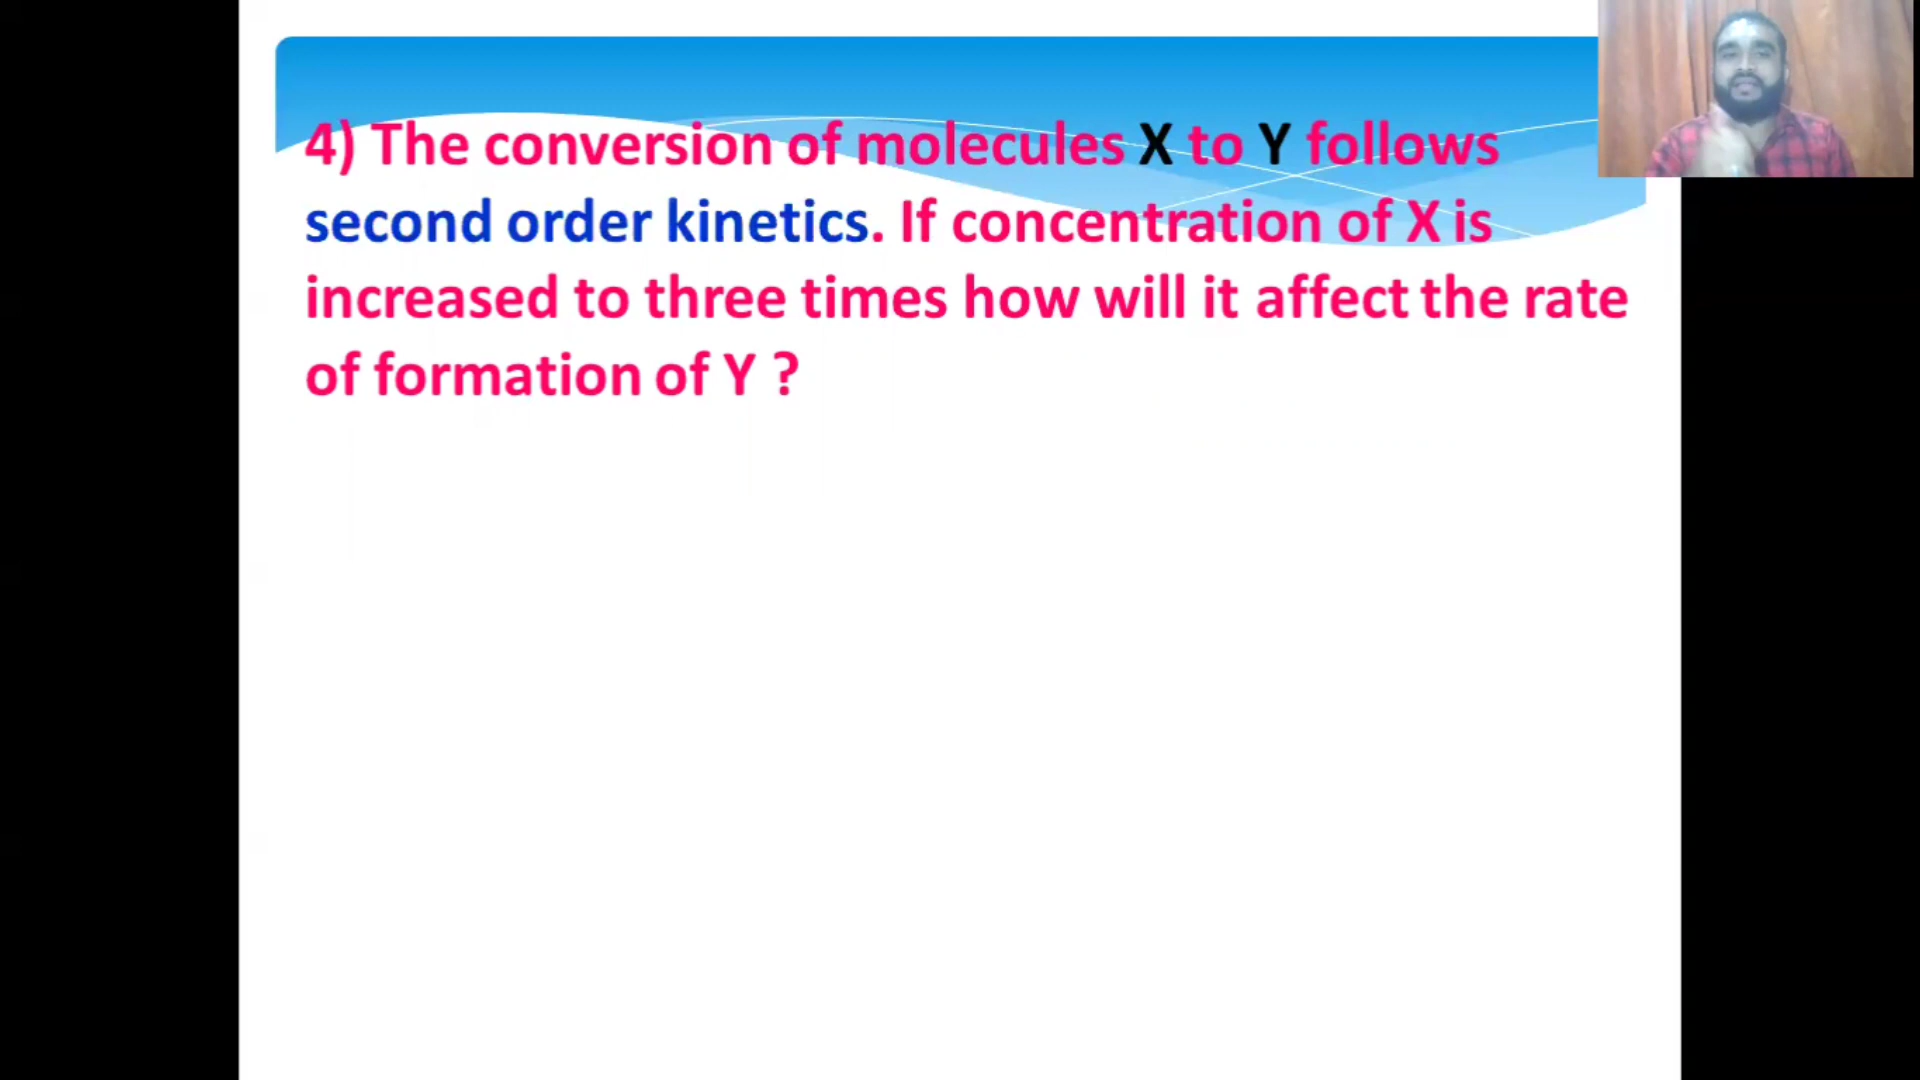 4) The conversion of molecules X to Y follows
second order kinetics. If concentration of X is
increased to three times how will it affect the rate
of formation of Y ?